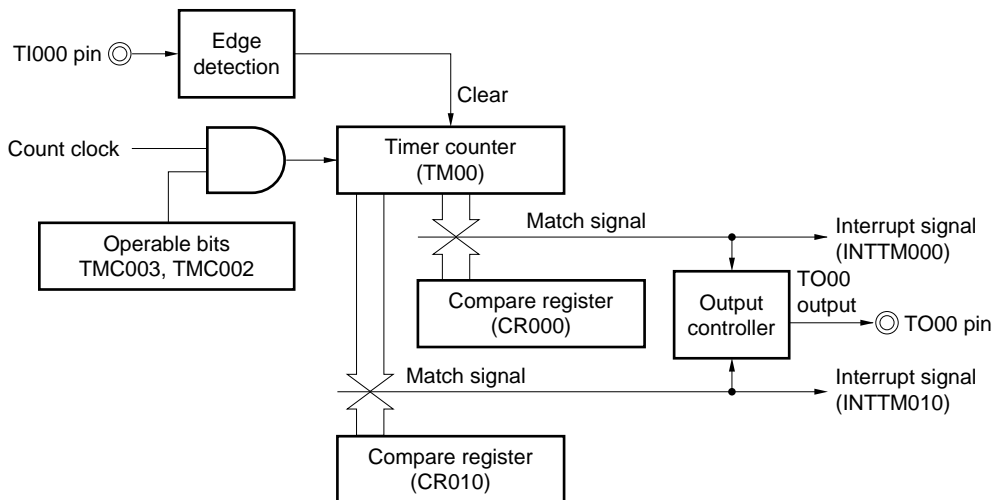 TI000 pin
Edge
detection
Clear
Count clock
Timer counter
(TM00)
Operable bits
TMC003, TMC002
Match signal
Interrupt signal
(INTTM000)
Compare register
(CR000)
Output
controller
TO00
output
TO00 pin
Match signal
Interrupt signal
(INTTM010)
Compare register
(CR010)